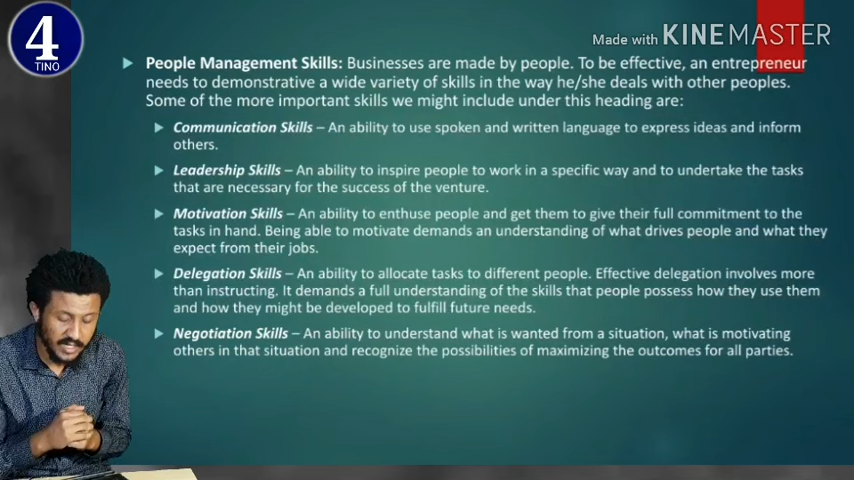 4
TINO
Made with KINEMASTER
People Management Skills: Businesses are made by people. To be effective, an entrepreneur
needs to demonstrative a wide variety of skills in the way he/she deals with other peoples.
Some of the more important skills we might include under this heading are:
Communication Skills – An ability to use spoken and written language to express ideas and inform
others.
Leadership Skills – An ability to inspire people to work in a specific way and to undertake the tasks
that are necessary for the success of the venture.
Motivation Skills – An ability to enthuse people and get them to give their full commitment to the
tasks in hand. Being able to motivate demands an understanding of what drives people and what they
expect from their jobs.
Delegation Skills – An ability to allocate tasks to different people. Effective delegation involves more
than instructing. It demands a full understanding of the skills that people possess how they use them
and how they might be developed to fulfill future needs.
Negotiation Skills – An ability to understand what is wanted from a situation, what is motivating
others in that situation and recognize the possibilities of maximizing the outcomes for all parties.